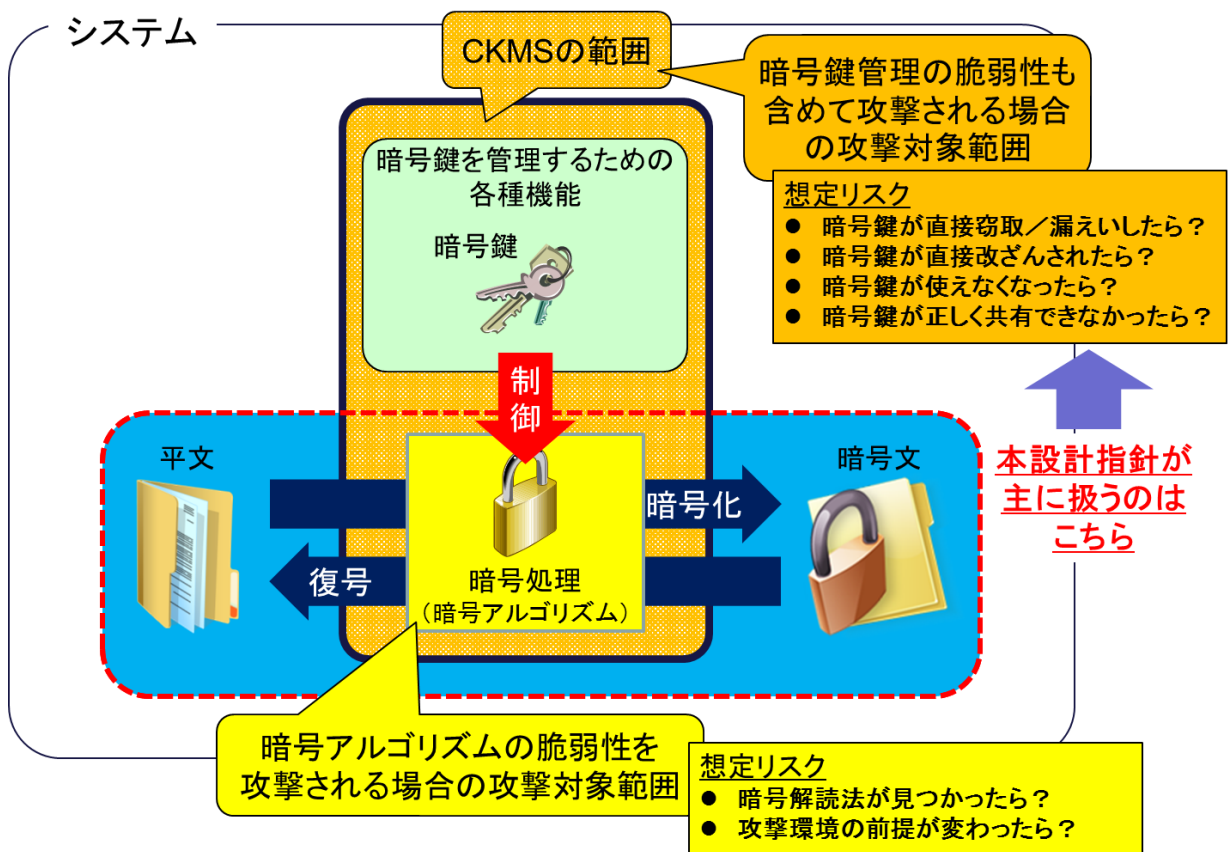 システム
CKMSの範囲
暗号鍵管理の脆弱性も
含めて攻撃される場合
の攻撃対象範囲
暗号鍵を管理するための
各種機能
暗号鍵
想定リスク
● 暗号鍵が直接窃取／漏えいしたら？
● 暗号鍵が直接改ざんされたら？
● 暗号鍵が使えなくなったら？
● 暗号鍵が正しく共有できなかったら？
制
御
本設計指針が
主に扱うのは
こちら
平文
暗号文
暗号化
復号
暗号処理
（暗号アルゴリズム）
暗号アルゴリズムの脆弱性を
攻撃される場合の攻撃対象範囲
想定リスク
● 暗号解読法が見つかったら？
● 攻撃環境の前提が変わったら？